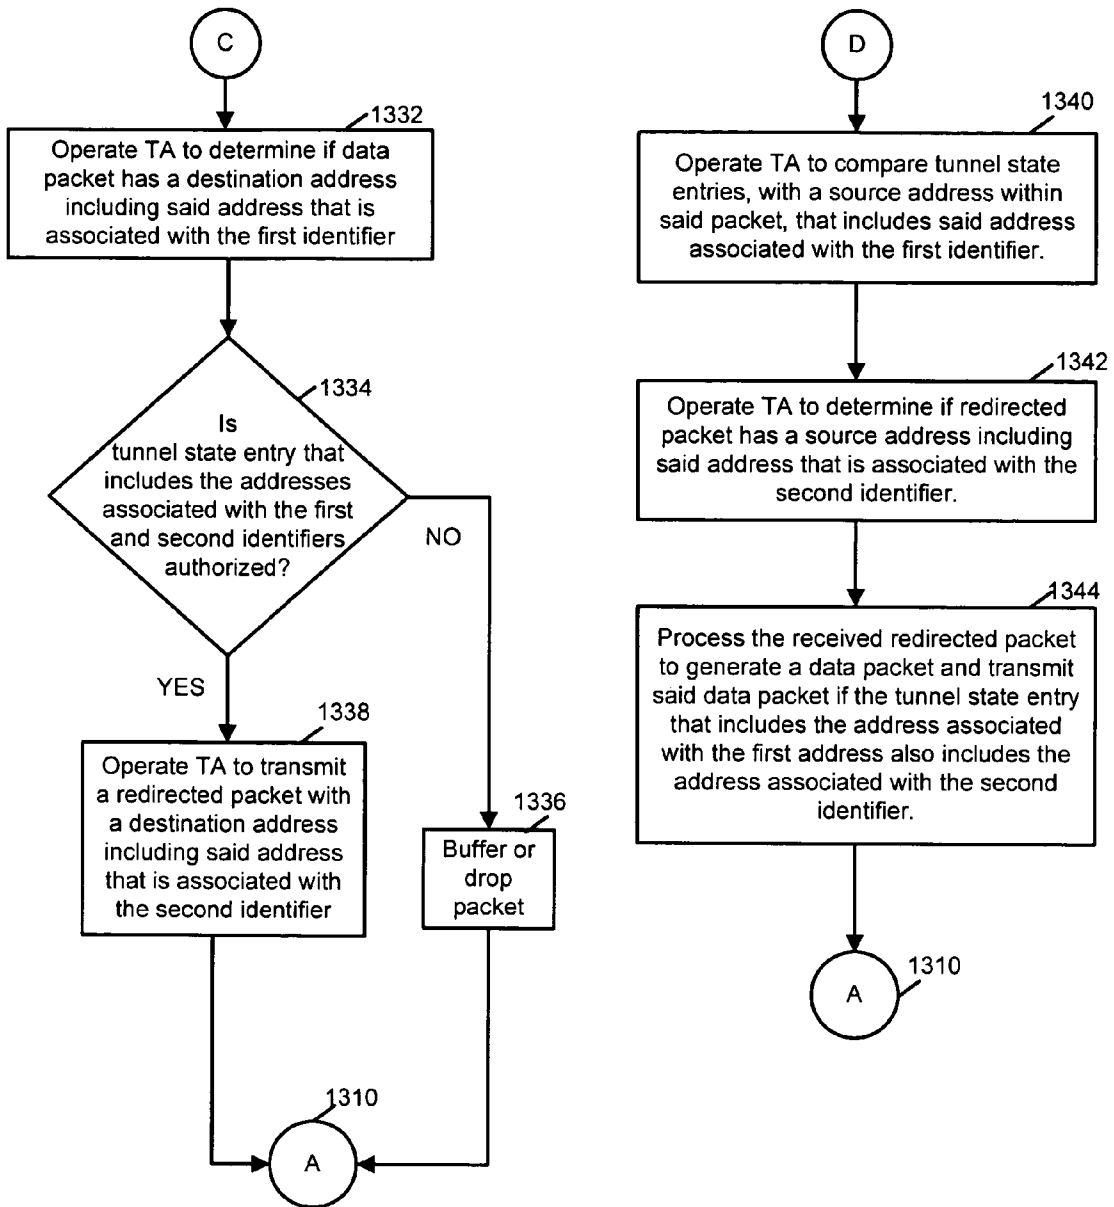 C
1332
Operate TA to determine if data
packet has a destination address
including said address that is
associated with the first identifier
1334
Is
tunnel state entry that
includes the addresses
associated with the first
and second identifiers
authorized?
NO
YES
1338
Operate TA to transmit
a redirected packet with
a destination address
including said address
that is associated with
the second identifier
1336
Buffer or
drop
packet
1310
A
D
1340
Operate TA to compare tunnel state
entries, with a source address within
said packet, that includes said address
associated with the first identifier.
1342
Operate TA to determine if redirected
packet has a source address including
said address that is associated with the
second identifier.
1344
Process the received redirected packet
to generate a data packet and transmit
said data packet if the tunnel state entry
that includes the address associated
with the first address also includes the
address associated with the second
identifier.
1310
A